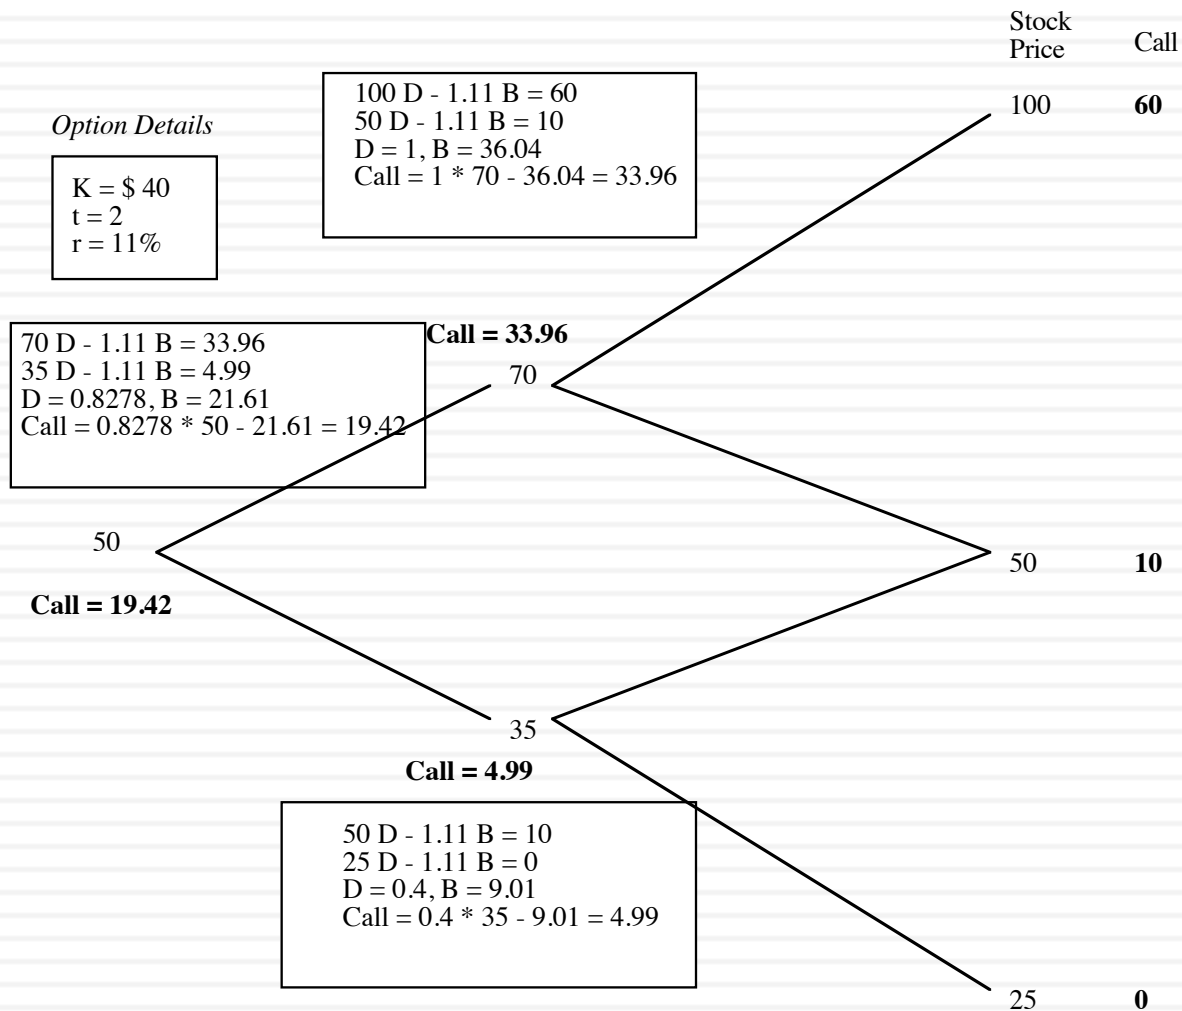 Stock
Price
Call
100 D - 1.11 B = 60
50 D - 1.11 B = 10
D = 1, B = 36.04
Call = 1 * 70 - 36.04 = 33.96
100
60
Option Details
K = $ 40
t = 2
r = 11%
70 D - 1.11 B = 33.96
35 D - 1.11 B = 4.99
D = 0.8278, B = 21.61
Call = 0.8278 * 50 - 21.61 = 19.42
Call = 33.96
70
50
Call = 19.42
50
10
35
Call = 4.99
50 D - 1.11 B = 10
25 D - 1.11 B = 0
D = 0.4, B = 9.01
Call = 0.4 * 35 - 9.01 = 4.99
25
0